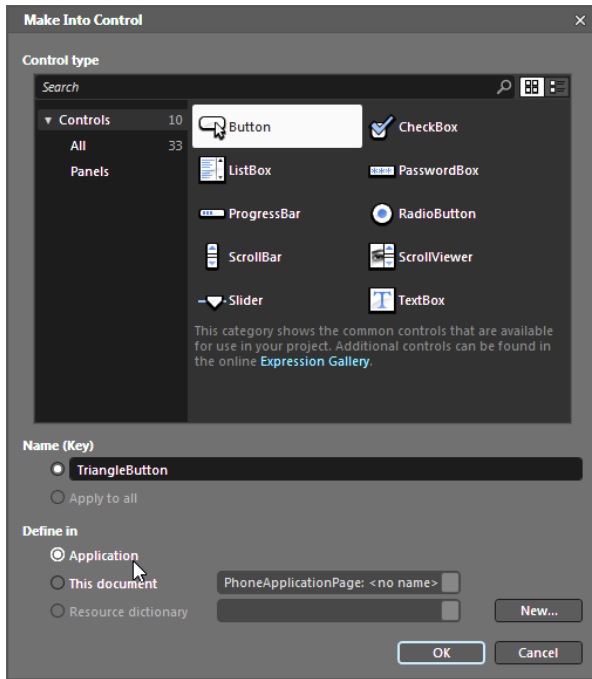 Make Into Control
Control type
Search
Controls 10
All 33
Panels
Button
CheckBox
ListBox
PasswordBox
ProgressBar
RadioButton
ScrollBar
ScrollViewer
Slider
TextBox
This category shows the common controls that are available
for use in your project. Additional controls can be found in
the online Expression Gallery.
Name (Key)
TriangleButton
Apply to all
Define in
Application
This document
PhoneApplicationPage: <no name>
Resource dictionary
New...
OK
Cancel